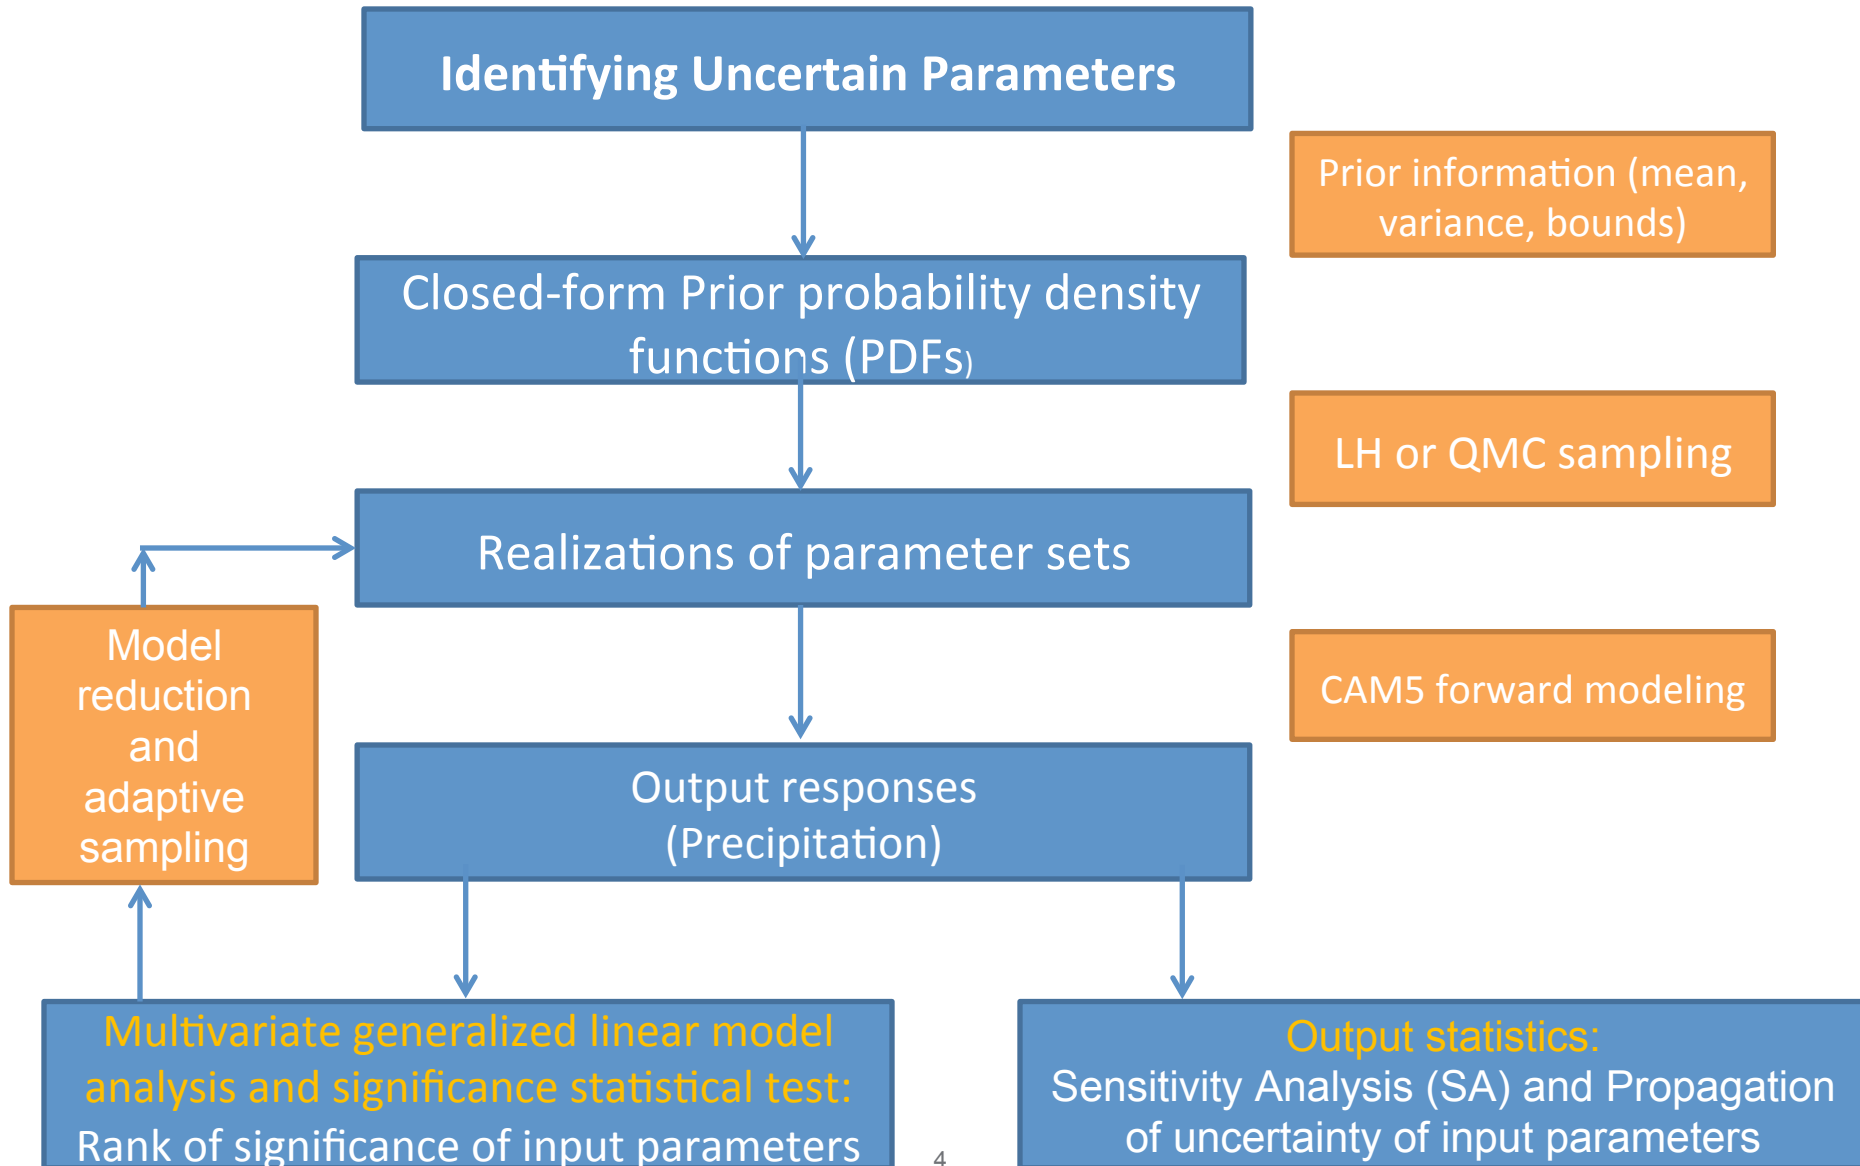 Identifying Uncertain Parameters
Prior information (mean,
variance, bounds)
Closed-form Prior probability density
functions (PDFs)
LH or QMC sampling
Realizations of parameter sets
Model
reduction
and
adaptive
sampling
CAM5 forward modeling
Output responses
(Precipitation)
Multivariate generalized linear model
analysis and significance statistical test:
Rank of significance of input parameters
Output statistics:
Sensitivity Analysis (SA) and Propagation
of uncertainty of input parameters
4